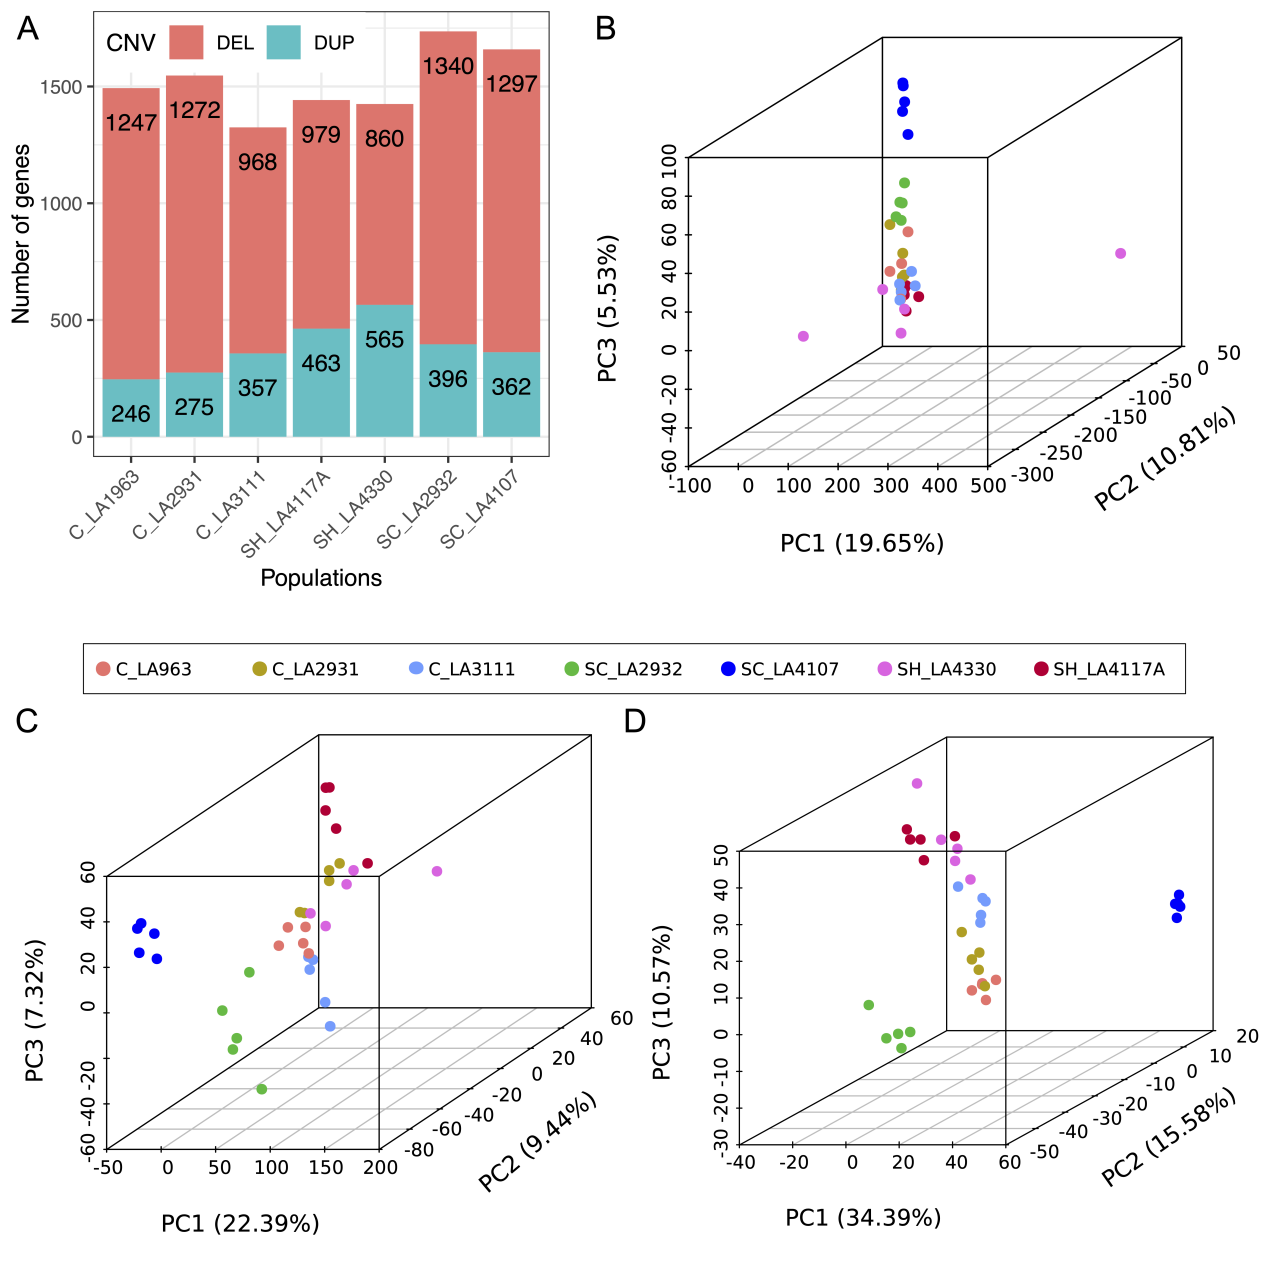 A
CNV DEL DUP
Number of genes
1500
1000
500
0
1247
1272
968
979
860
1340
1297
246
275
357
463
565
396
362
C_LA1963
C_LA2931
C_LA3111
SH_LA4117A
SH_LA4330
SC_LA2932
SC_LA4107
Populations
B
PC3 (5.53%)
100
80
60
40
20
0
-20
-40
-60
-100 0 100 200 300 400 500
PC1 (19.65%)
-300
-250
-200
-150
-100
-50
0
50
PC2 (10.81%)
C_LA963 C_LA2931 C_LA3111 SC_LA2932 SC_LA4107 SH_LA4330 SH_LA4117A
C
PC3 (7.32%)
60
40
20
0
-20
-40
-60
-50 0 50 100 150 200
PC1 (22.39%)
-80
-60
-40
-20
0
20
40
60
PC2 (9.44%)
D
PC3 (10.57%)
50
40
30
20
10
0
-10
-20
-30
-40 -20 0 20 40 60
PC1 (34.39%)
-50
-40
-30
-20
-10
0
10
20
PC2 (15.58%)